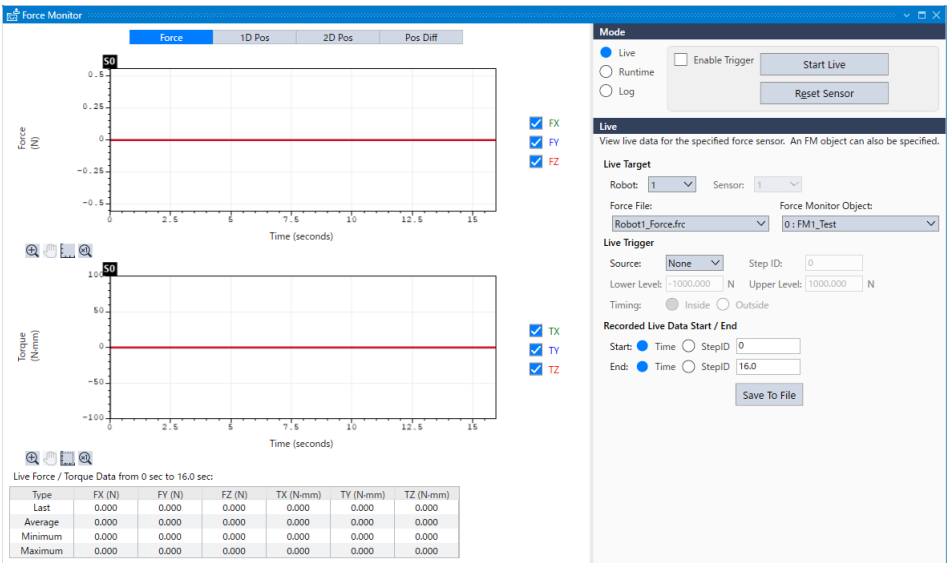 Force Monitor
Force 1D Pos 2D Pos Pos Diff
S0
0.5
0.25
0
-0.25
-0.5
Force
(N)
0 2.5 5 7.5 10 12.5 15
Time (seconds)
FX
FY
FZ
S0
100
50
0
-50
-100
Torque
(N-mm)
0 2.5 5 7.5 10 12.5 15
Time (seconds)
TX
TY
TZ
Live Force / Torque Data from 0 sec to 16.0 sec:
Type FX (N) FY (N) FZ (N) TX (N-mm) TY (N-mm) TZ (N-mm)
Last 0.000 0.000 0.000 0.000 0.000 0.000
Average 0.000 0.000 0.000 0.000 0.000 0.000
Minimum 0.000 0.000 0.000 0.000 0.000 0.000
Maximum 0.000 0.000 0.000 0.000 0.000 0.000
Mode
Live
Runtime
Log
Enable Trigger
Start Live
Reset Sensor
Live
View live data for the specified force sensor. An FM object can also be specified.
Live Target
Robot: 1 Sensor: 1
Force File: Force Monitor Object:
Robot1_Force.frc 0 : FM1_Test
Live Trigger
Source: None Step ID: 0
Lower Level: -1000.000 N Upper Level: 1000.000 N
Timing: Inside Outside
Recorded Live Data Start / End
Start: Time StepID 0
End: Time StepID 16.0
Save To File